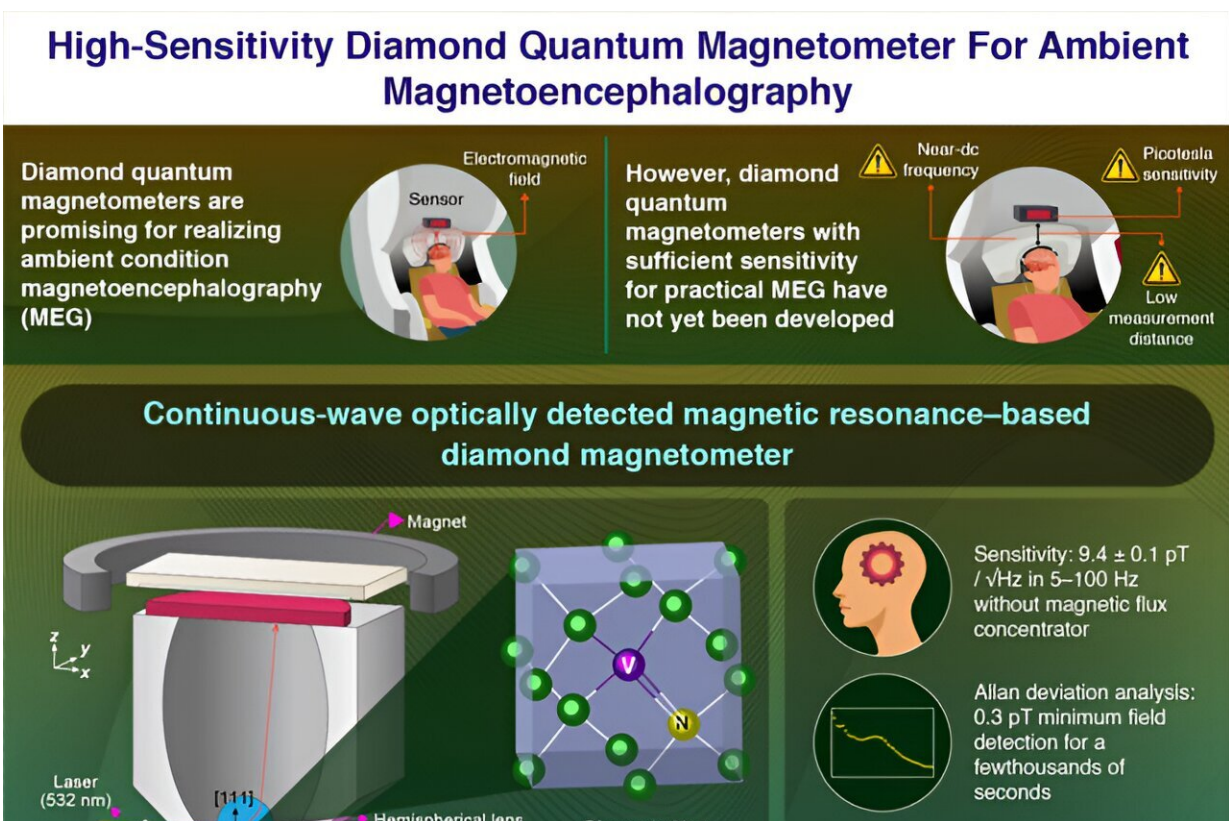 High-Sensitivity Diamond Quantum Magnetometer For Ambient
Magnetoencephalography
Diamond quantum
magnetometers are
promising for realizing
ambient condition
magnetoencephalography
(MEG)
Electromagnetic
field
Sensor
However, diamond
quantum
magnetometers with
sufficient sensitivity
for practical MEG have
not yet been developed
Near-dc
frequency
Picotesla
sensitivity
Low
measurement
distance
Continuous-wave optically detected magnetic resonance–based
diamond magnetometer
Magnet
z
y
x
Laser
(532 nm)
[111]
Hemispherical lens
V
N
Sensitivity: 9.4 ± 0.1 pT
/ √Hz in 5–100 Hz
without magnetic flux
concentrator
Allan deviation analysis:
0.3 pT minimum field
detection for a
fewthousands of
seconds